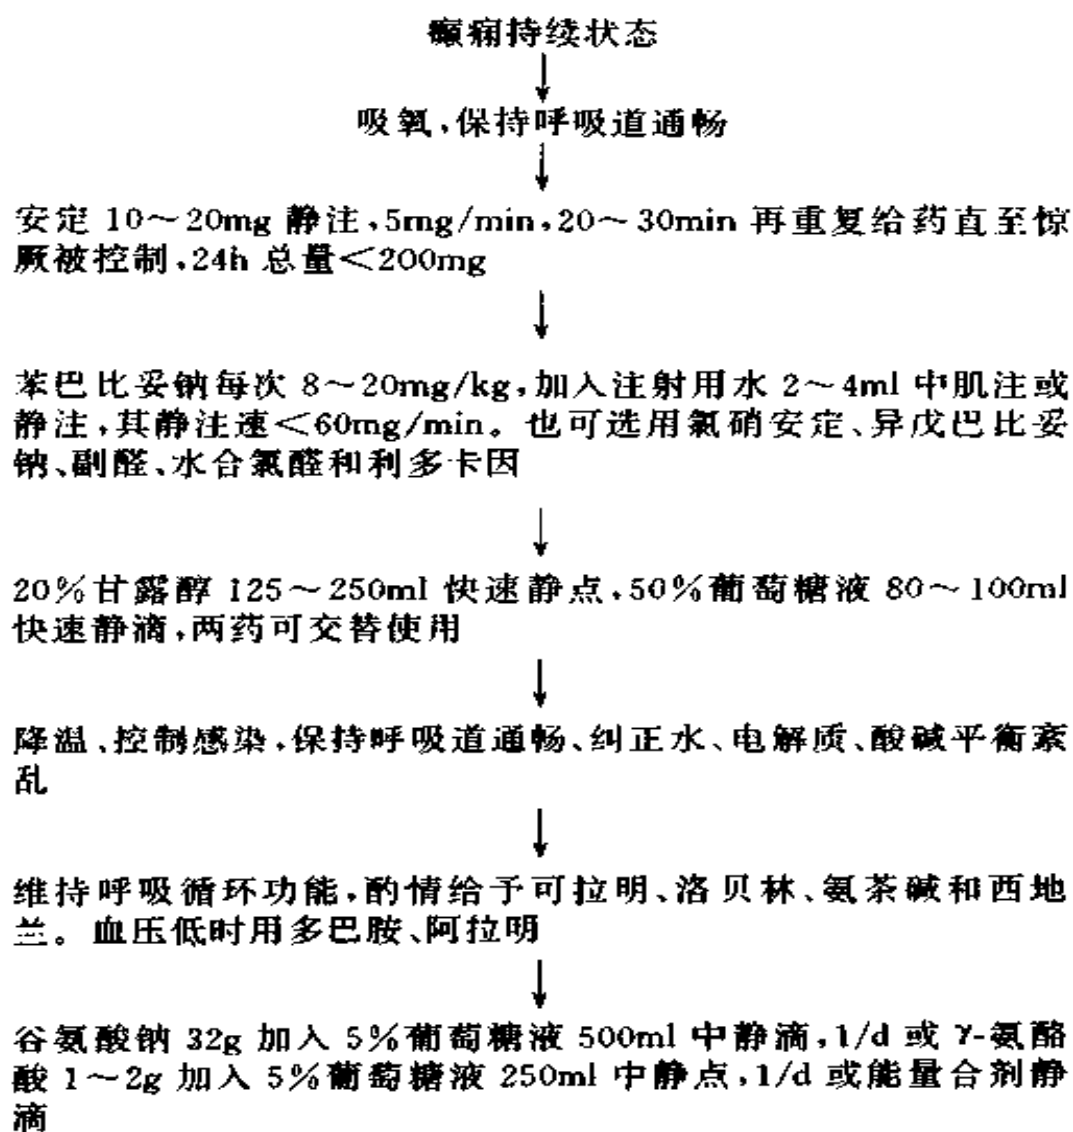 癫痫持续状态
吸氧,保持呼吸道通畅
安定 10～20mg 静注,5mg/min,20～30min 再重复给药直至惊
厥被控制,24h 总量<200mg
苯巴比妥钠每次 8～20mg/kg,加入注射用水 2～4ml 中肌注或
静注,其静注速<60mg/min。也可选用氯硝安定、异戊巴比妥
钠、副醛、水合氯醛和利多卡因
20%甘露醇 125～250ml 快速静点,50%葡萄糖液 80～100ml
快速静滴,两药可交替使用
降温、控制感染,保持呼吸道通畅、纠正水、电解质、酸碱平衡紊
乱
维持呼吸循环功能,酌情给予可拉明、洛贝林、氨茶碱和西地
兰。血压低时用多巴胺、阿拉明
谷氨酸钠 32g 加入 5%葡萄糖液 500ml 中静滴,1/d 或 γ-氨酪
酸 1～2g 加入 5%葡萄糖液 250ml 中静点,1/d 或能量合剂静
滴